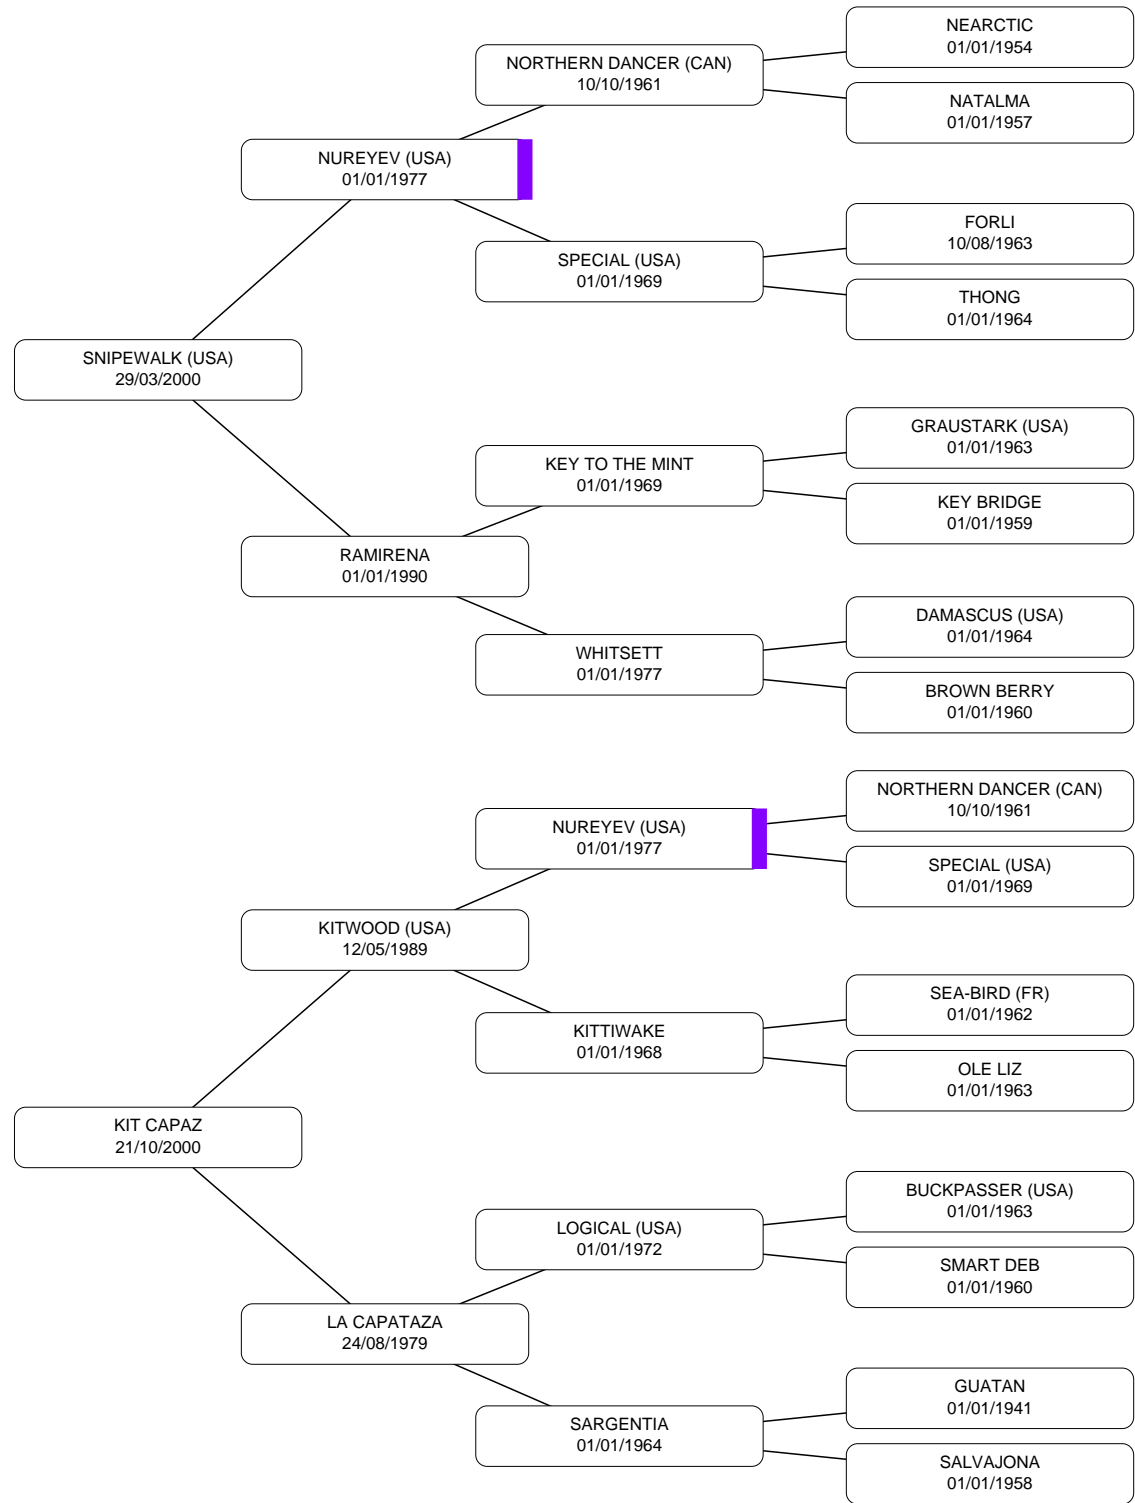 NEARCTIC
01/01/1954
NORTHERN DANCER (CAN)
10/10/1961
NATALMA
01/01/1957
NUREYEV (USA)
01/01/1977
FORLI
10/08/1963
SPECIAL (USA)
01/01/1969
THONG
01/01/1964
SNIPEWALK (USA)
29/03/2000
GRAUSTARK (USA)
01/01/1963
KEY TO THE MINT
01/01/1969
KEY BRIDGE
01/01/1959
RAMIRENA
01/01/1990
DAMASCUS (USA)
01/01/1964
WHITSETT
01/01/1977
BROWN BERRY
01/01/1960
NORTHERN DANCER (CAN)
10/10/1961
NUREYEV (USA)
01/01/1977
SPECIAL (USA)
01/01/1969
KITWOOD (USA)
12/05/1989
SEA-BIRD (FR)
01/01/1962
KITTIWAKE
01/01/1968
OLE LIZ
01/01/1963
KIT CAPAZ
21/10/2000
BUCKPASSER (USA)
01/01/1963
LOGICAL (USA)
01/01/1972
SMART DEB
01/01/1960
LA CAPATAZA
24/08/1979
GUATAN
01/01/1941
SARGENTIA
01/01/1964
SALVAJONA
01/01/1958